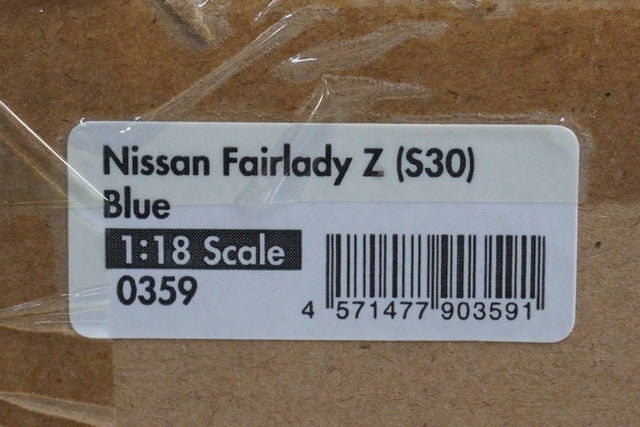 Nissan Fairlady Z (S30)
Blue
1:18 Scale
0359
4 571477 903591